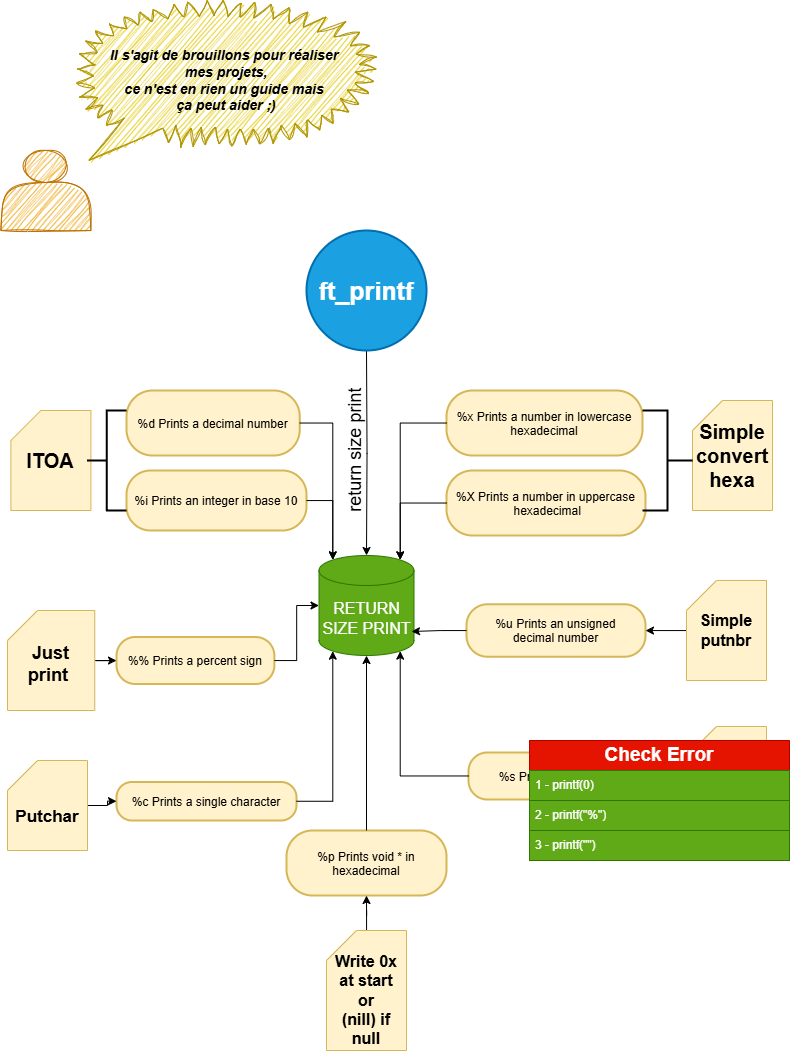 Il s'agit de brouillons pour réaliser
mes projets,
ce n'est en rien un guide mais
ça peut aider ;)
ft_printf
return size print
%d Prints a decimal number
%x Prints a number in lowercase
hexadecimal
ITOA
Simple
convert
hexa
%i Prints an integer in base 10
%X Prints a number in uppercase
hexadecimal
RETURN
SIZE PRINT
%u Prints an unsigned
decimal number
Simple
putnbr
Just
print
%% Prints a percent sign
Check Error
%s
1 - printf(0)
2 - printf("%")
3 - printf("")
Putchar
%c Prints a single character
%p Prints void * in
hexadecimal
Write 0x
at start
or
(nill) if
null